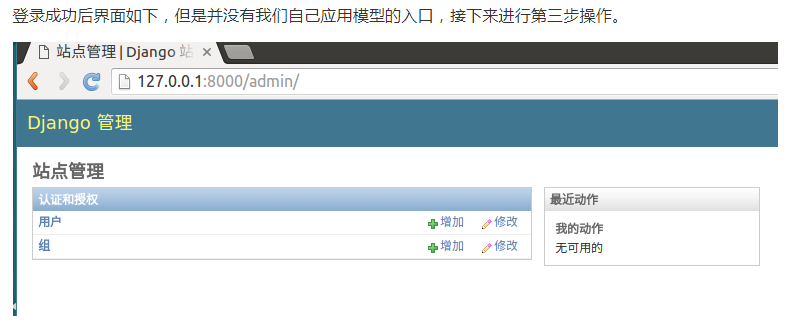 登录成功后界面如下，但是并没有我们自己应用模型的入口，接下来进行第三步操作。
站点管理 | Django 站
127.0.0.1:8000/admin/
Django 管理
站点管理
认证和授权
用户 增加 修改
组 增加 修改
最近动作
我的动作
无可用的